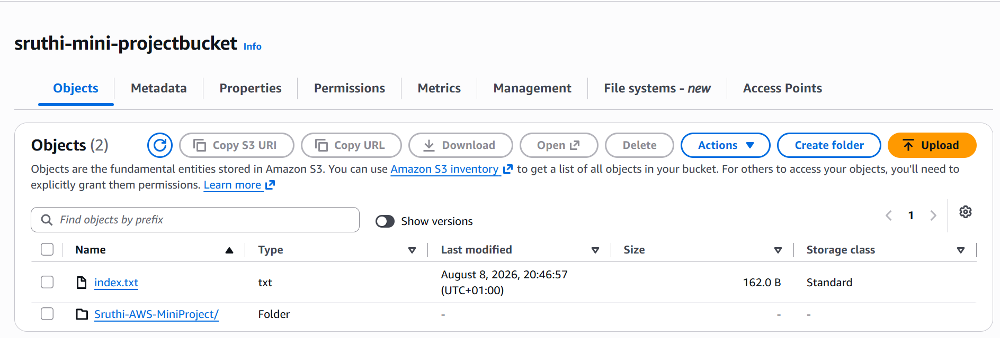 sruthi-mini-projectbucket Info
Objects Metadata Properties Permissions Metrics Management File systems - new Access Points
Objects (2) Copy S3 URI Copy URL Download Open Delete Actions Create folder Upload
Objects are the fundamental entities stored in Amazon S3. You can use Amazon S3 inventory to get a list of all objects in your bucket. For others to access your objects, you'll need to
explicitly grant them permissions. Learn more
Find objects by prefix Show versions 1
Name Type Last modified Size Storage class
index.txt txt August 8, 2026, 20:46:57 (UTC+01:00) 162.0 B Standard
Sruthi-AWS-MiniProject/ Folder - - -